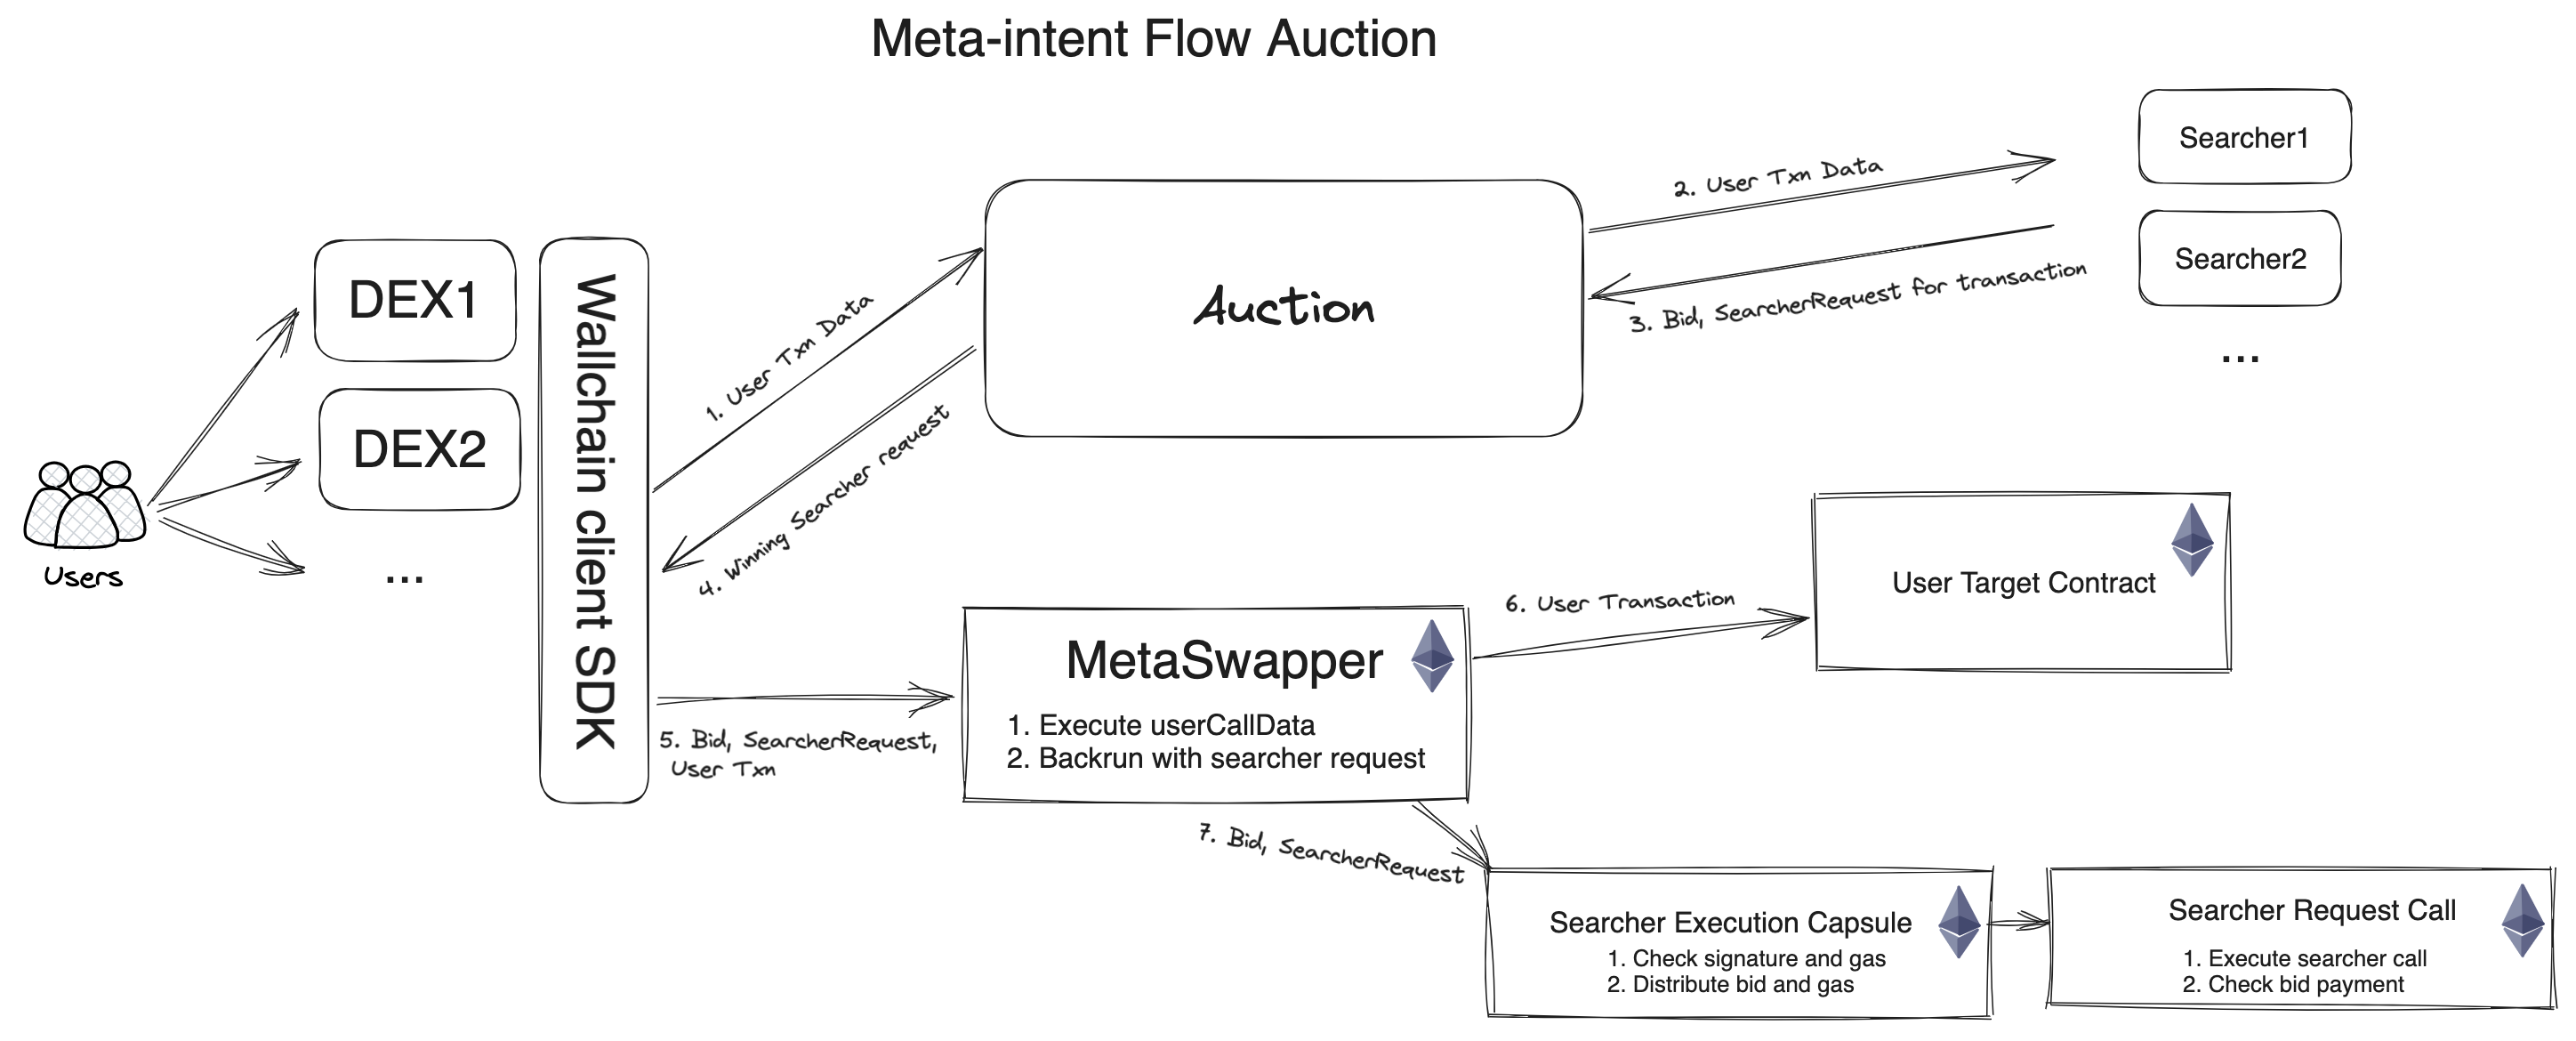 Meta-intent Flow Auction
Users
DEX1
DEX2
...
Wallchain client SDK
1. User Txn Data
Auction
2. User Txn Data
3. Bid, SearcherRequest for transaction
Searcher1
Searcher2
...
4. Winning Searcher request
5. Bid, SearcherRequest,
User Txn
MetaSwapper
1. Execute userCallData
2. Backrun with searcher request
6. User Transaction
User Target Contract
7. Bid, SearcherRequest
Searcher Execution Capsule
1. Check signature and gas
2. Distribute bid and gas
Searcher Request Call
1. Execute searcher call
2. Check bid payment